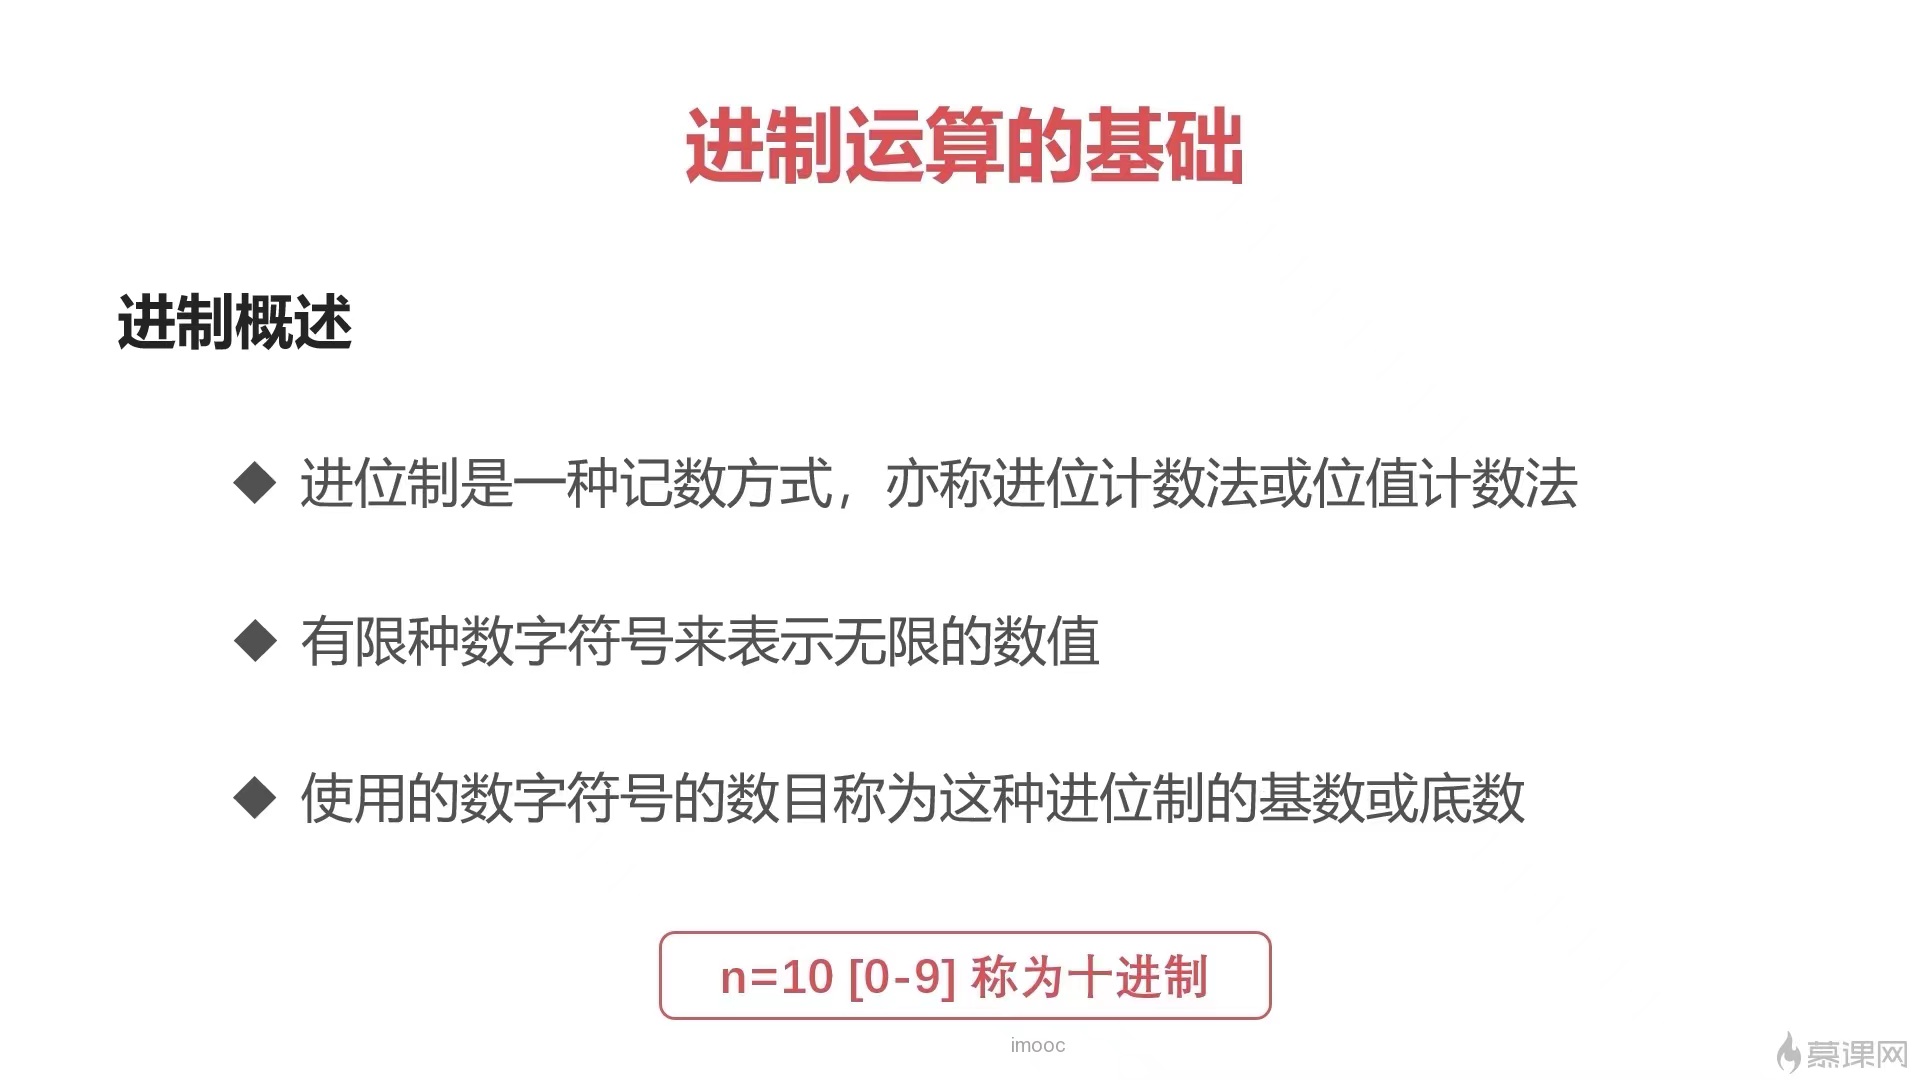 进制运算的基础
进制概述
◆ 进位制是一种记数方式，亦称进位计数法或位值计数法
◆ 有限种数字符号来表示无限的数值
◆ 使用的数字符号的数目称为这种进位制的基数或底数
n=10 [0-9] 称为十进制
imooc
慕课网